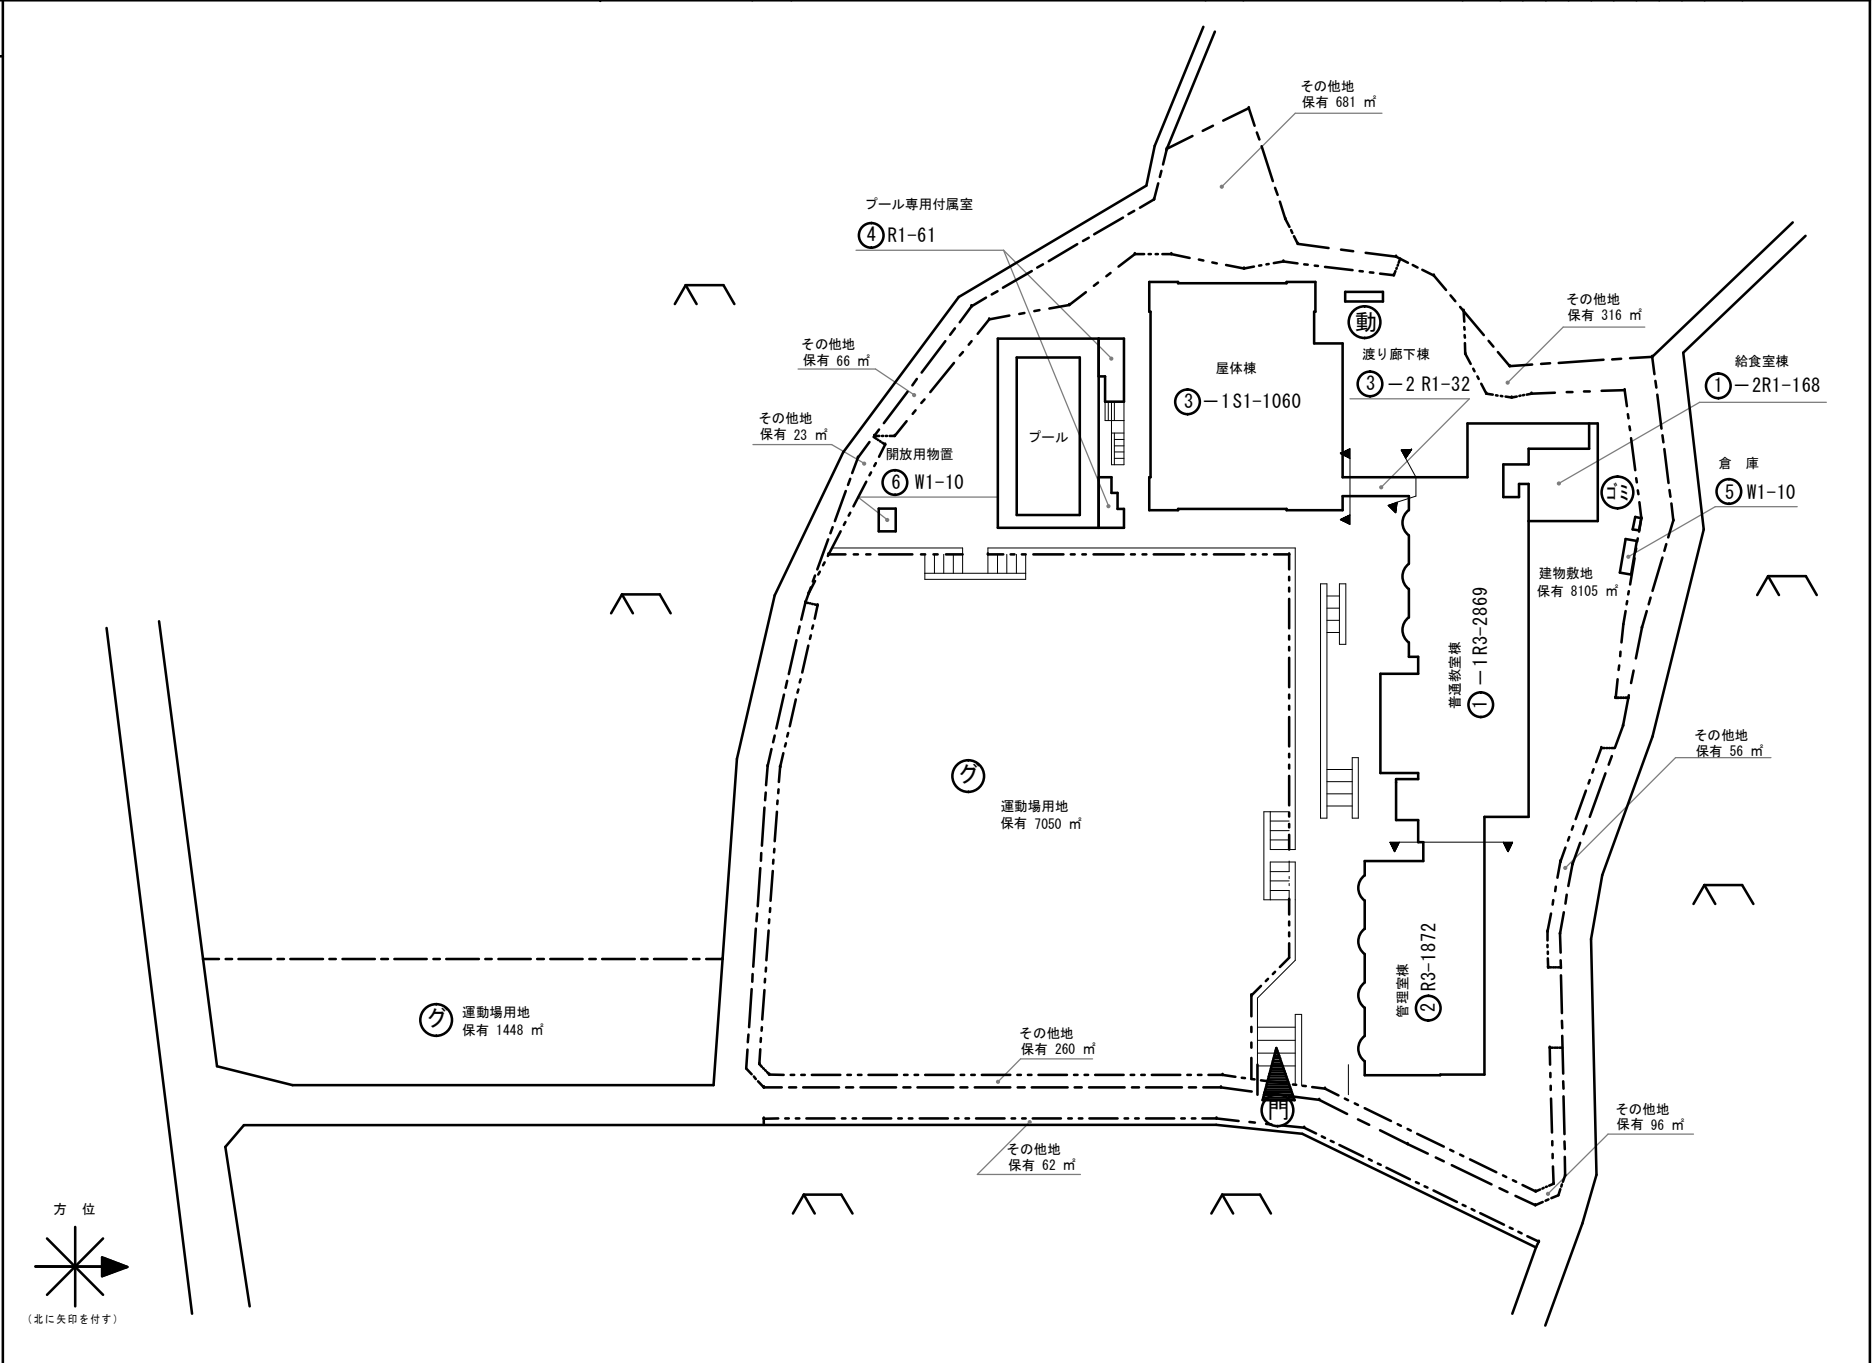 その他地
保有 681 ㎡
プール専用付属室
④R1-61
その他地
保有 316 ㎡
動
その他地
保有 66 ㎡
渡り廊下棟
③－2 R1-32
給食室棟
①－2R1-168
屋体棟
③－1S1-1060
その他地
保有 23 ㎡
プール
開放用物置
⑥ W1-10
ゴミ
倉 庫
⑤W1-10
建物敷地
保有 8105 ㎡
普通教室棟
①－1R3-2869
その他地
保有 56 ㎡
グ
運動場用地
保有 7050 ㎡
管理室棟
②R3-1872
グ
運動場用地
保有 1448 ㎡
その他地
保有 260 ㎡
門
その他地
保有 96 ㎡
その他地
保有 62 ㎡
方 位
(北に矢印を付す)